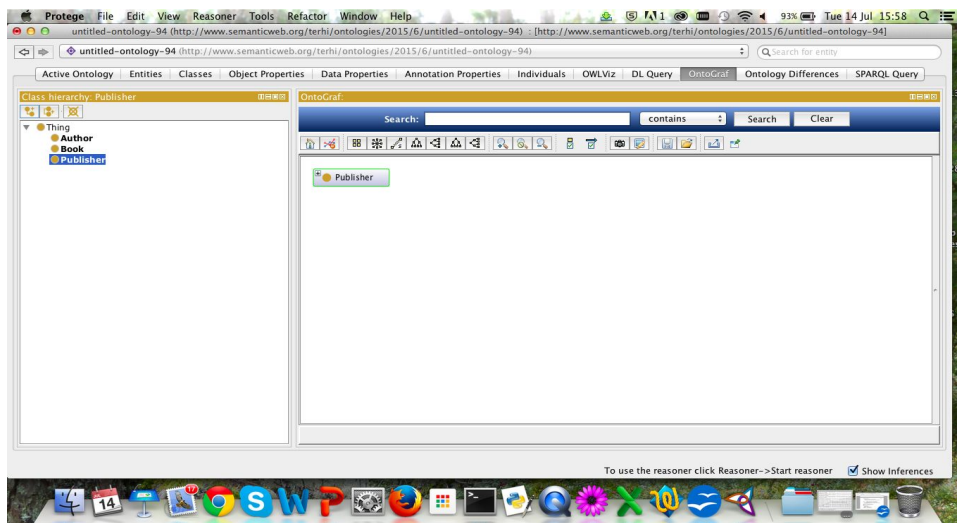 Protege File Edit View Reasoner Tools Refactor Window Help 1 93% Tue 14 Jul 15:58
untitled-ontology-94 (http://www.semanticweb.org/terhi/ontologies/2015/6/untitled-ontology-94) : [http://www.semanticweb.org/terhi/ontologies/2015/6/untitled-ontology-94]
untitled-ontology-94 (http://www.semanticweb.org/terhi/ontologies/2015/6/untitled-ontology-94) Search for entity
Active Ontology Entities Classes Object Properties Data Properties Annotation Properties Individuals OWLViz DL Query OntoGraf Ontology Differences SPARQL Query
Class hierarchy: Publisher OntoGraf:
Search: contains Search Clear
Thing
Author
Book
Publisher
Publisher
To use the reasoner click Reasoner->Start reasoner Show Inferences
14